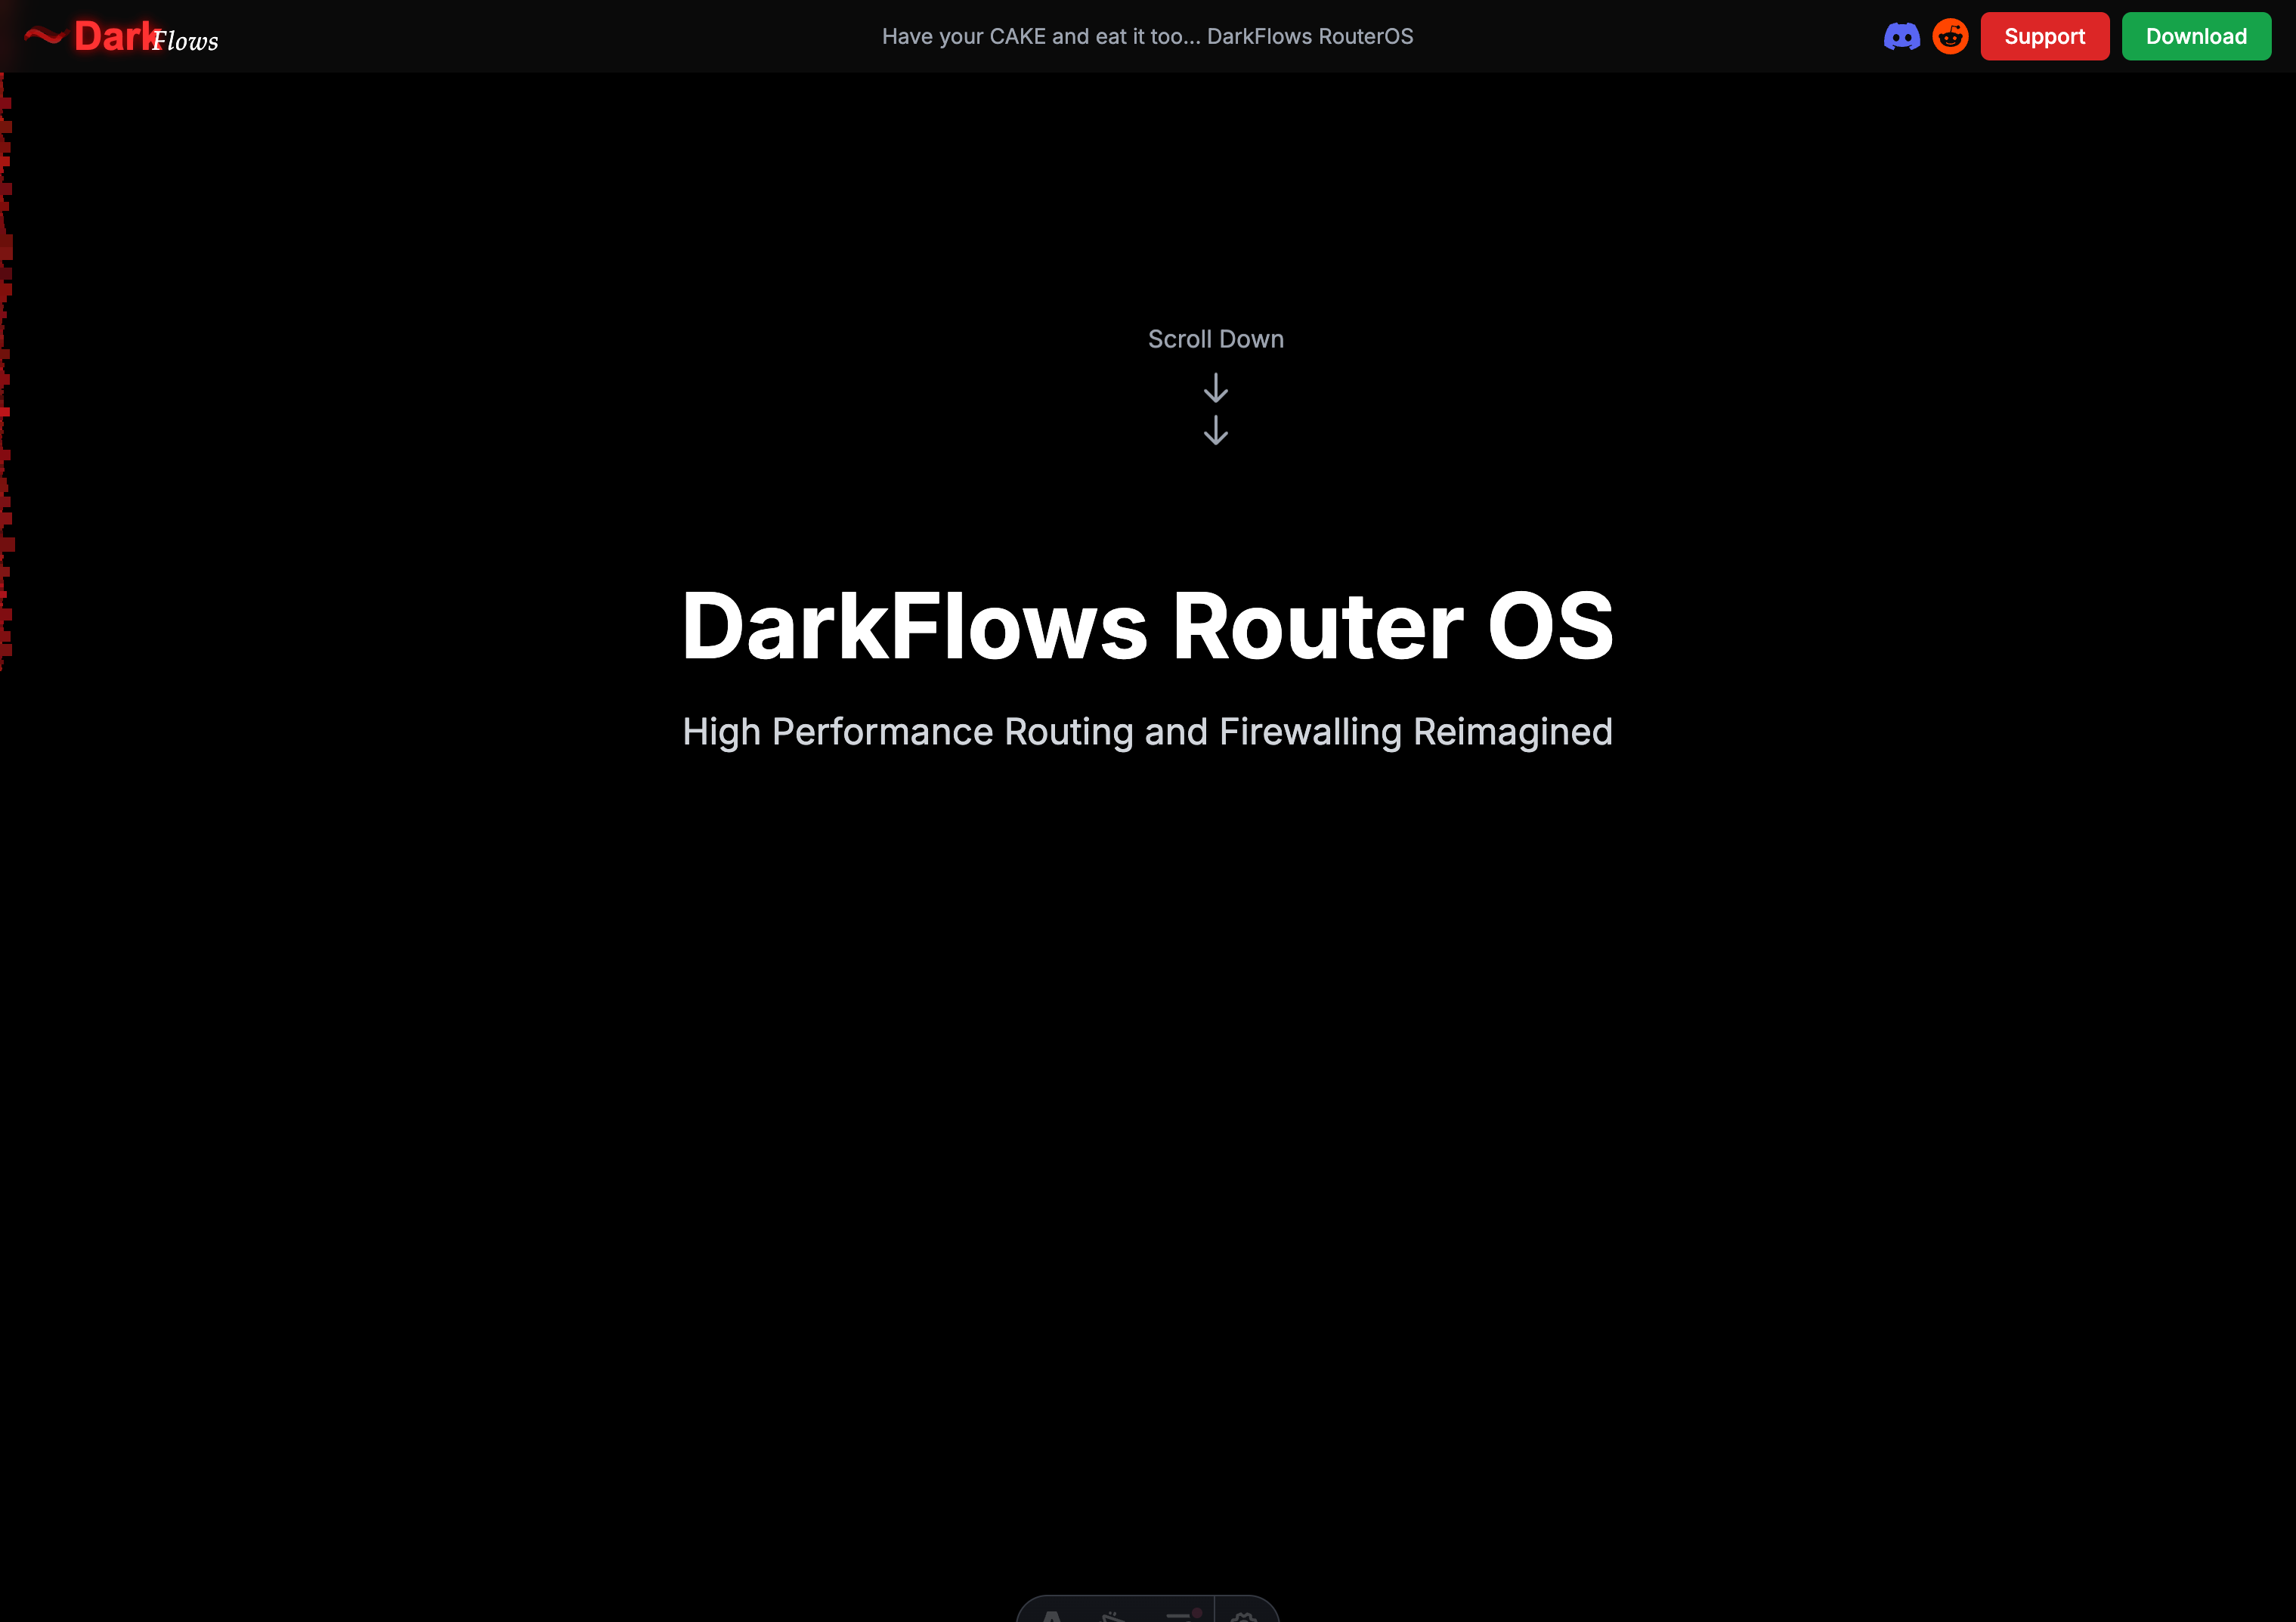 DarkFlows
Have your CAKE and eat it too... DarkFlows RouterOS
Support
Download
Scroll Down
DarkFlows Router OS
High Performance Routing and Firewalling Reimagined